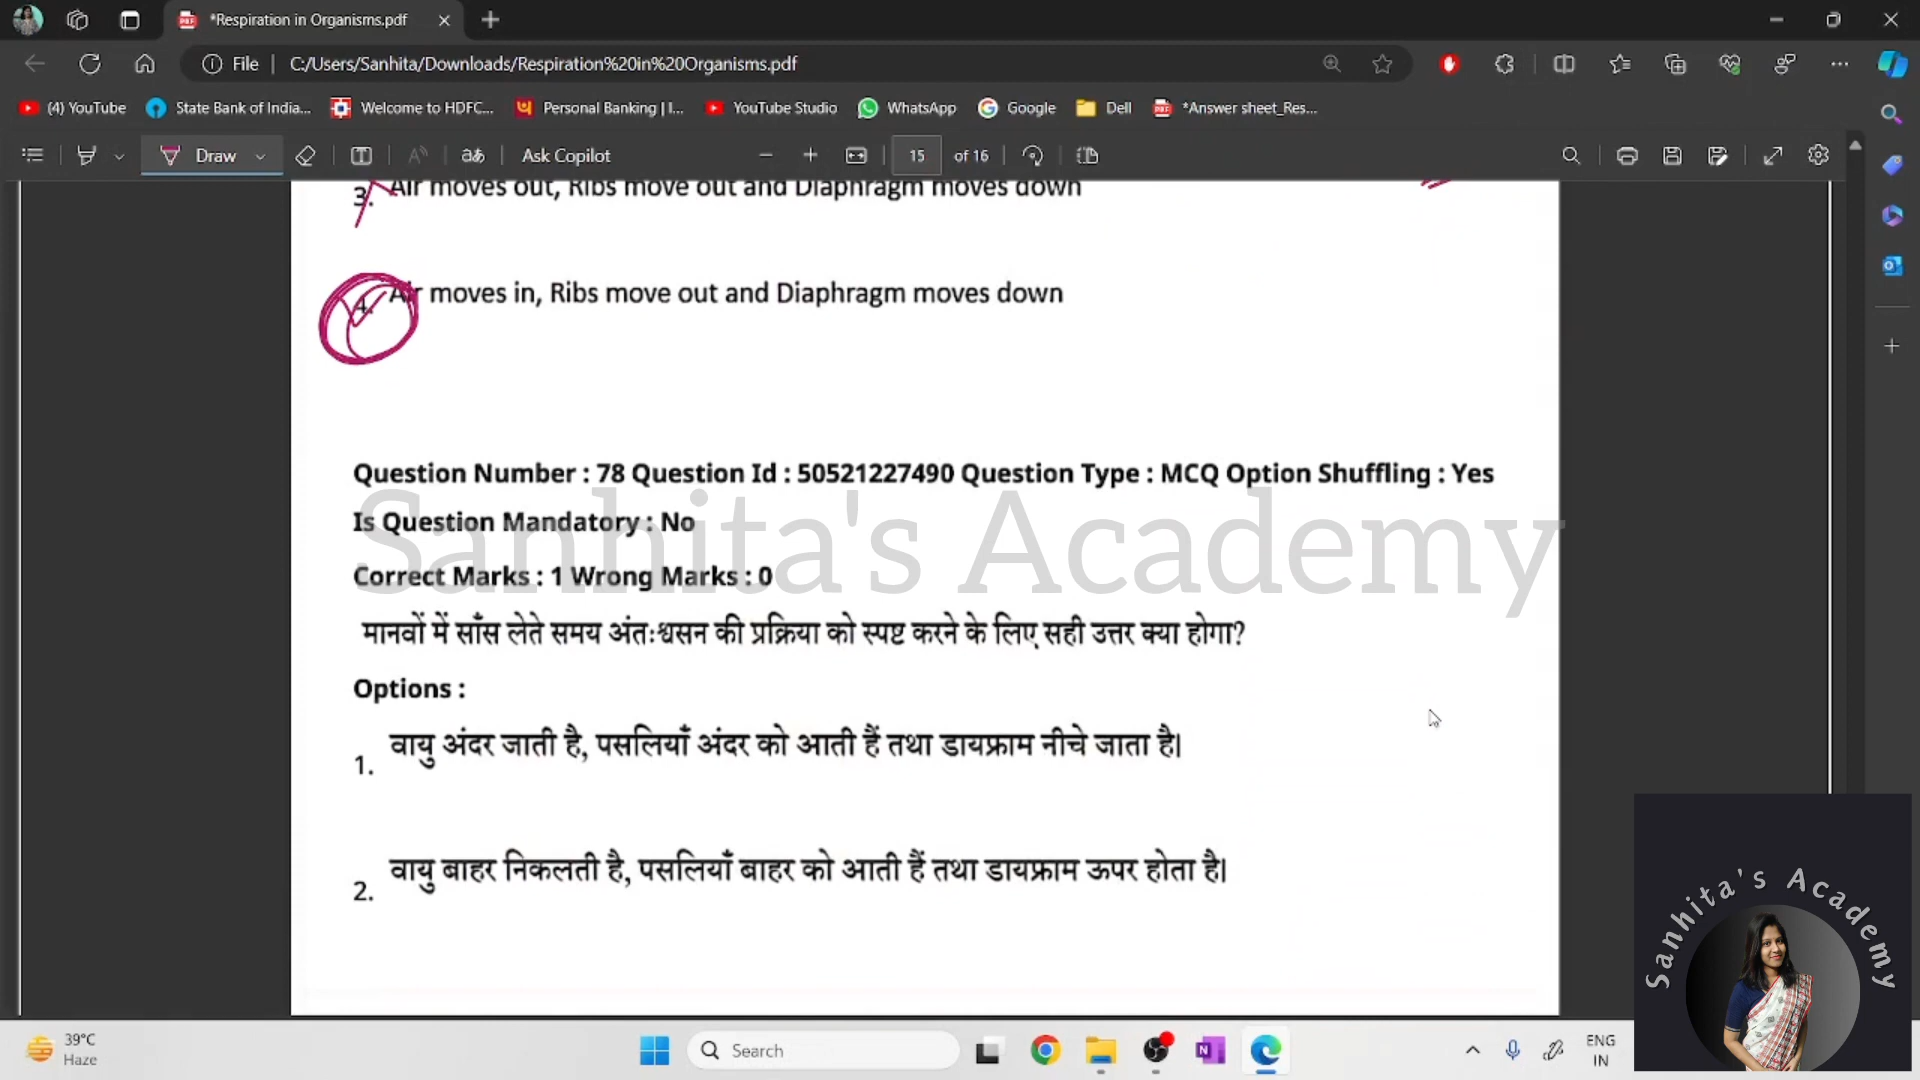 *Respiration in Organisms.pdf
File
C:/Users/Sanhita/Downloads/Respiration%20in%20Organisms.pdf
(4) YouTube
State Bank of India...
Welcome to HDFC...
Personal Banking | I...
YouTube Studio
WhatsApp
Google
Dell
*Answer sheet_Res...
Draw
Ask Copilot
15 of 16
3. Air moves out, Ribs move out and Diaphragm moves down
4. Air moves in, Ribs move out and Diaphragm moves down
Question Number : 78 Question Id : 50521227490 Question Type : MCQ Option Shuffling : Yes
Is Question Mandatory : No
Sanhita's Academy
Correct Marks : 1 Wrong Marks : 0
मानवों में साँस लेते समय अंतःश्वसन की प्रक्रिया को स्पष्ट करने के लिए सही उत्तर क्या होगा?
Options :
1. वायु अंदर जाती है, पसलियाँ अंदर को आती हैं तथा डायफ्राम नीचे जाता है।
2. वायु बाहर निकलती है, पसलियाँ बाहर को आती हैं तथा डायफ्राम ऊपर होता है।
Sanhita's Academy
39°C
Haze
Search
ENG
IN